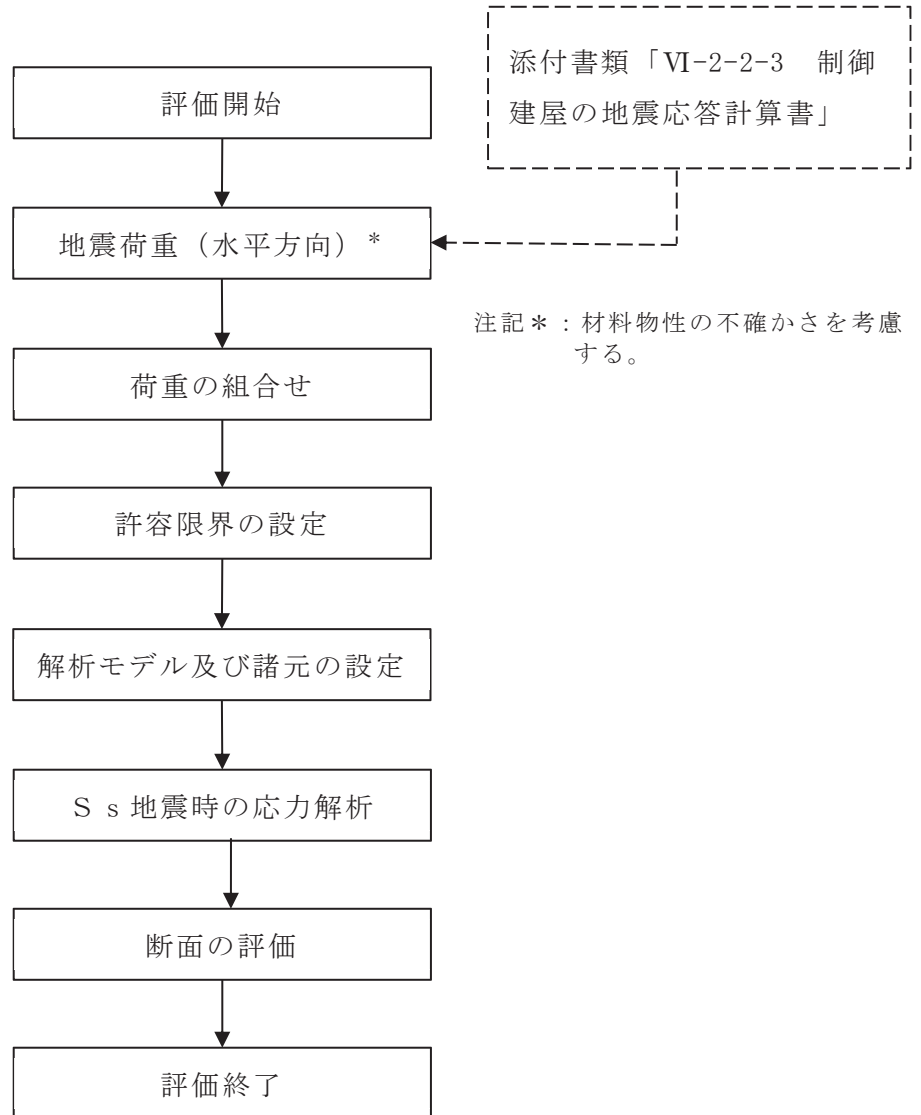 評価開始
添付書類「Ⅵ-2-2-3　制御
建屋の地震応答計算書」
地震荷重（水平方向）*
注記＊：材料物性の不確かさを考慮
する。
荷重の組合せ
許容限界の設定
解析モデル及び諸元の設定
Ｓｓ地震時の応力解析
断面の評価
評価終了